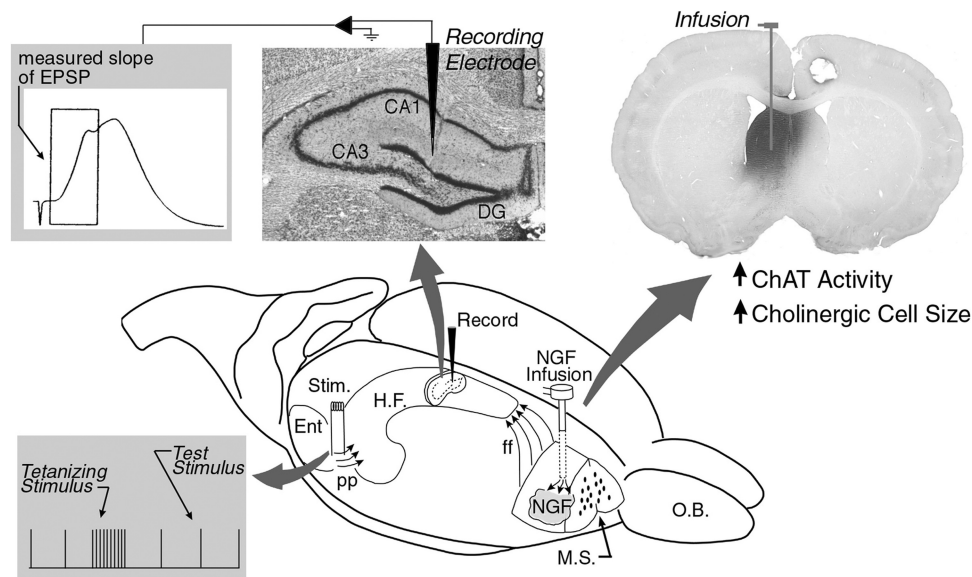 measured slope
of EPSP
Recording
Electrode
CA1
CA3
DG
Infusion
ChAT Activity
Cholinergic Cell Size
Record
NGF
Infusion
Stim.
H.F.
Ent
pp
ff
NGF
M.S.
O.B.
Tetanizing
Stimulus
Test
Stimulus